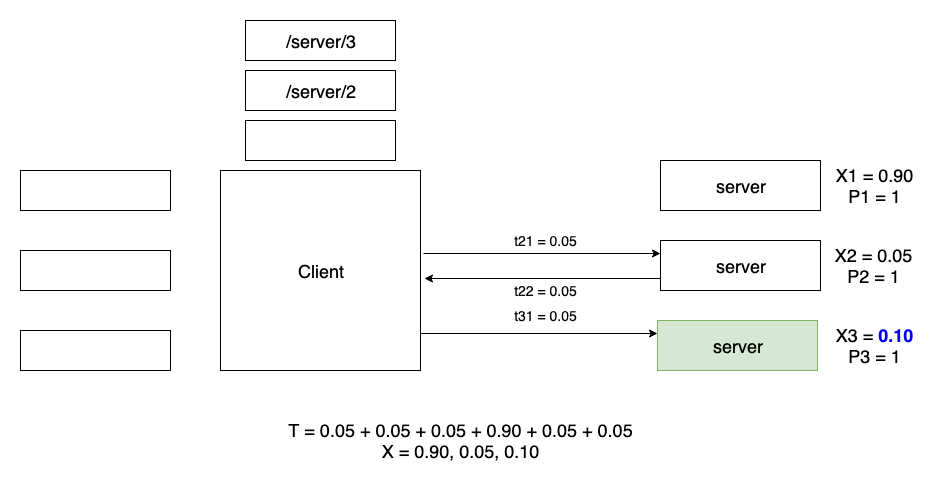 /server/3
/server/2
server
X1 = 0.90
P1 = 1
Client
t21 = 0.05
server
X2 = 0.05
P2 = 1
t22 = 0.05
t31 = 0.05
server
X3 = 0.10
P3 = 1
T = 0.05 + 0.05 + 0.05 + 0.90 + 0.05 + 0.05
X = 0.90, 0.05, 0.10